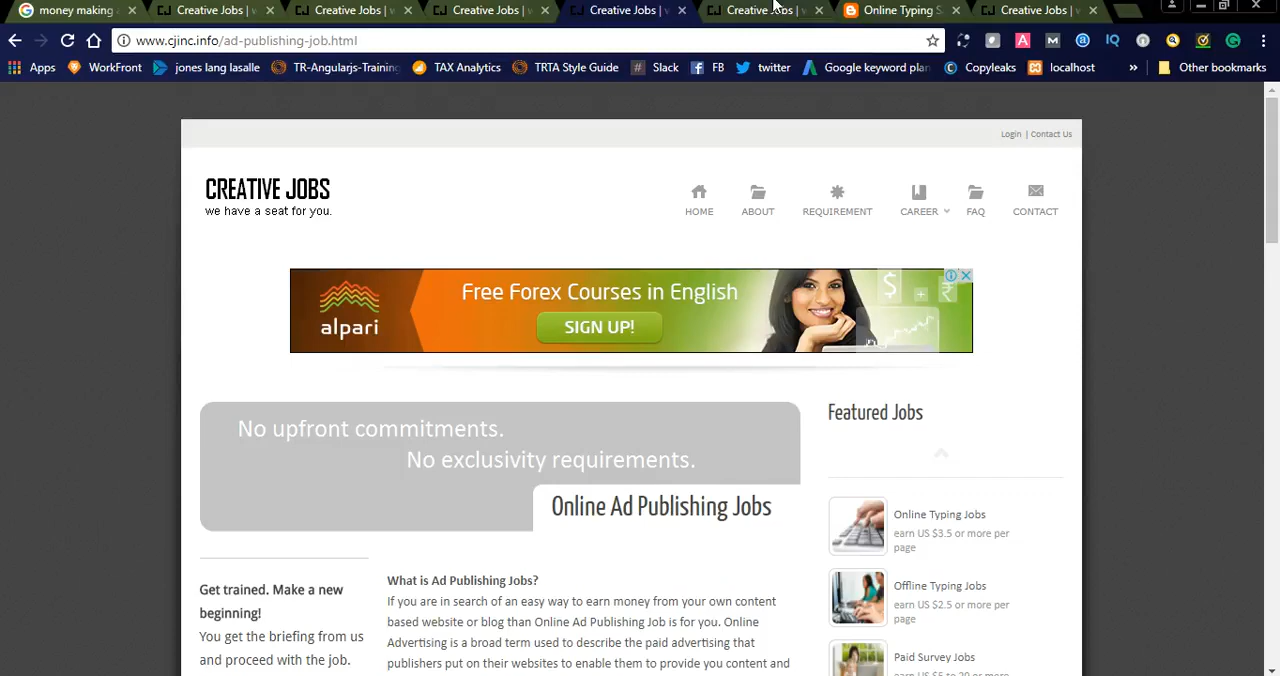 money making
Creative Jobs | w
Creative Jobs | w
Creative Jobs | w
Creative Jobs | w
Creative Jobs | w
Online Typing S
Creative Jobs | w
www.cjinc.info/ad-publishing-job.html
Apps
WorkFront
jones lang lasalle
TR-Angularjs-Training
TAX Analytics
TRTA Style Guide
Slack
FB
twitter
Google keyword plan
Copyleaks
localhost
Other bookmarks
Login | Contact Us
CREATIVE JOBS
we have a seat for you.
HOME
ABOUT
REQUIREMENT
CAREER
FAQ
CONTACT
alpari
Free Forex Courses in English
SIGN UP!
No upfront commitments.
No exclusivity requirements.
Online Ad Publishing Jobs
Featured Jobs
Online Typing Jobs
earn US $3.5 or more per
page
Offline Typing Jobs
earn US $2.5 or more per
page
Paid Survey Jobs
Get trained. Make a new
beginning!
You get the briefing from us
and proceed with the job.
What is Ad Publishing Jobs?
If you are in search of an easy way to earn money from your own content
based website or blog than Online Ad Publishing Job is for you. Online
Advertising is a broad term used to describe the paid advertising that
publishers put on their websites to enable them to provide you content and